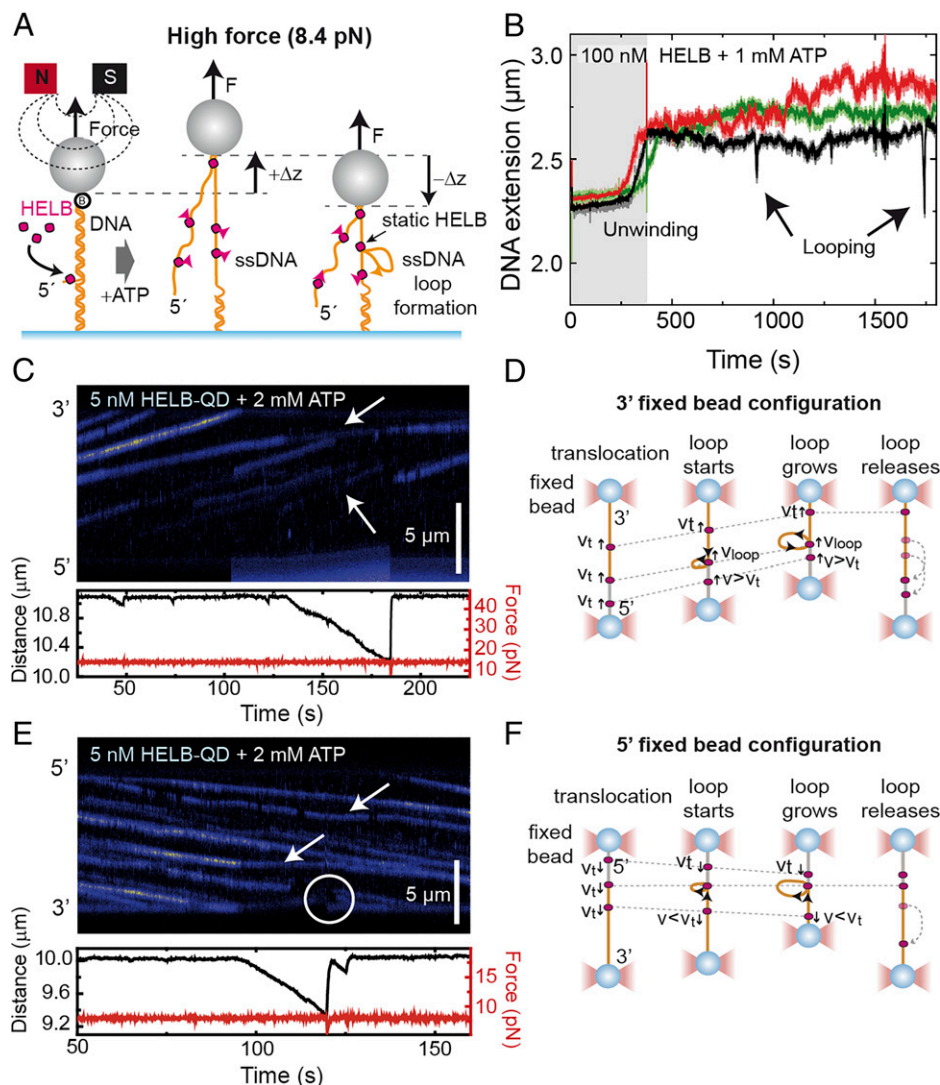 A
High force (8.4 pN)
N
S
Force
F
F
HELB
B
DNA
+Δz
-Δz
static HELB
ssDNA
ssDNA
loop
formation
5´
+ATP
5´
5´
B
100 nM HELB + 1 mM ATP
DNA extension (μm)
3.0
2.5
2.0
Unwinding
Looping
0
500
1000
1500
Time (s)
C
5 nM HELB-QD + 2 mM ATP
3’
5’
5 μm
Distance (μm)
10.8
10.4
10.0
Force (pN)
40
30
20
10
50
100
150
200
Time (s)
D
3’ fixed bead configuration
translocation
loop
starts
loop
grows
loop
releases
fixed
bead
3’
Vt
Vt
Vt
5’
Vt
Vloop
V>Vt
Vt
Vloop
V>Vt
E
5 nM HELB-QD + 2 mM ATP
5’
3’
5 μm
Distance (μm)
10.0
9.6
9.2
Force (pN)
15
10
50
100
150
Time (s)
F
5’ fixed bead configuration
translocation
loop
starts
loop
grows
loop
releases
fixed
bead
5’
Vt
Vt
Vt
3’
Vt
V<Vt
Vt
V<Vt